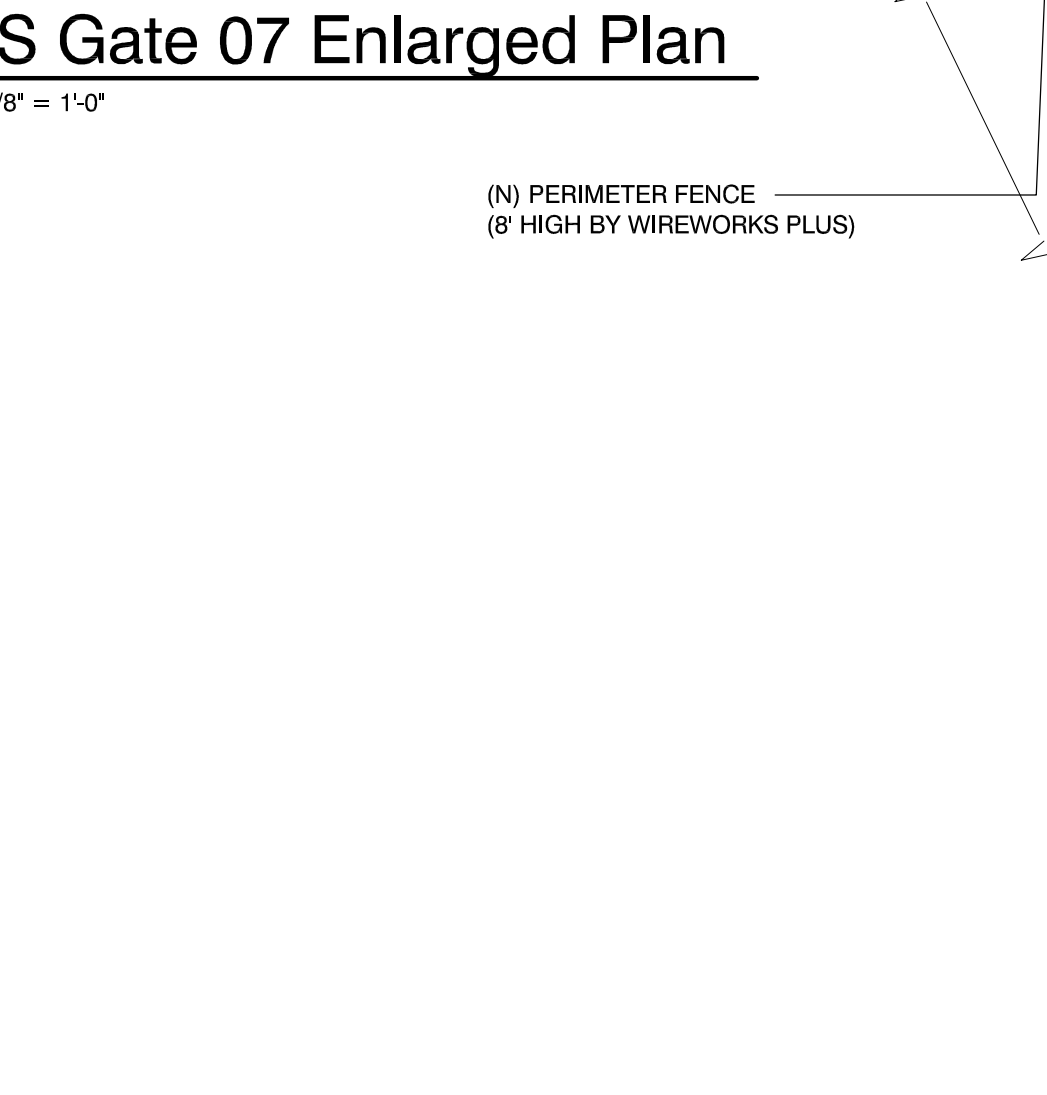 S Gate 07 Enlarged Plan
/8" = 1'-0"
(N) PERIMETER FENCE
(8' HIGH BY WIREWORKS PLUS)